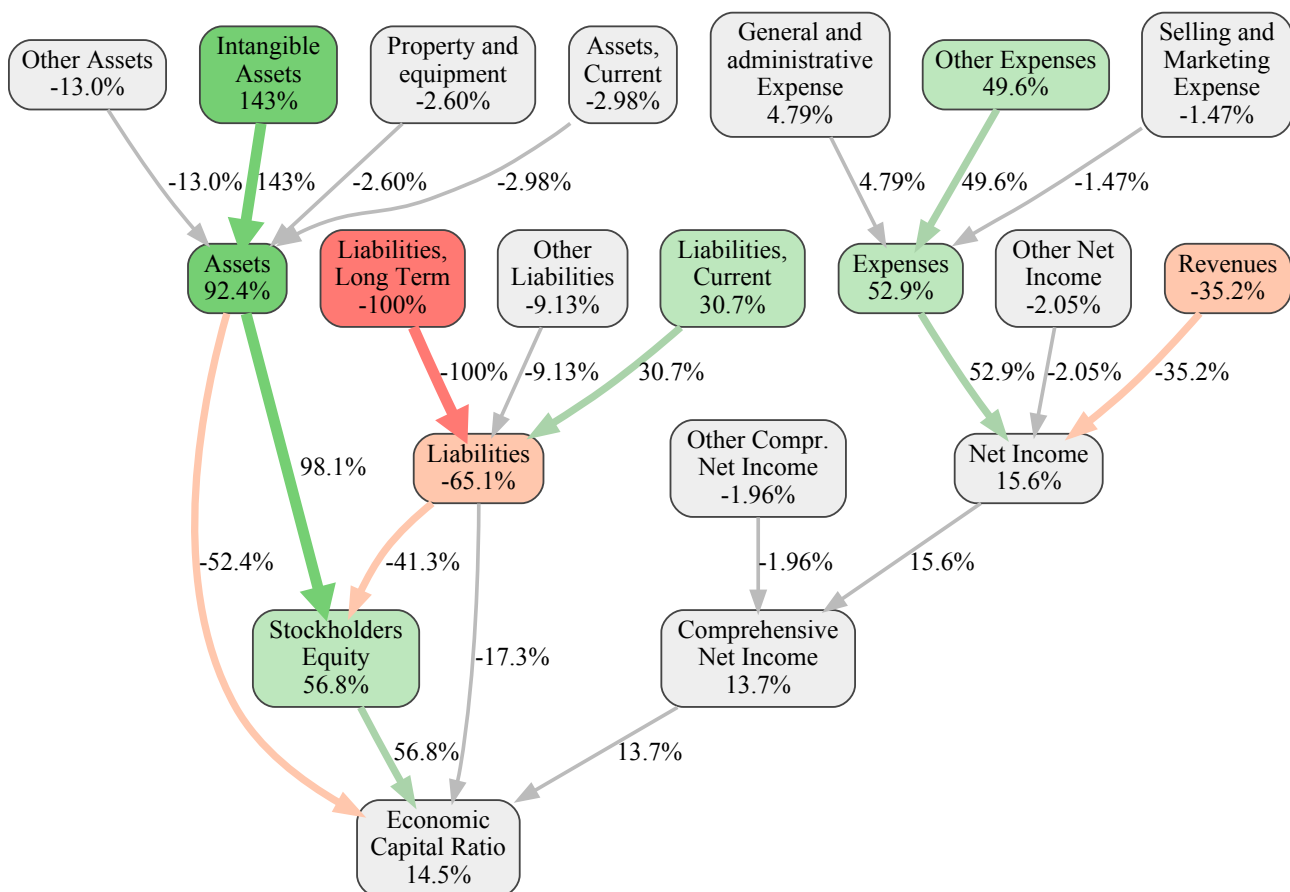 Other Assets
-13.0%
Intangible
Assets
143%
Property and
equipment
-2.60%
Assets,
Current
-2.98%
General and
administrative
Expense
4.79%
Other Expenses
49.6%
Selling and
Marketing
Expense
-1.47%
-13.0%
143%
-2.60%
-2.98%
4.79%
49.6%
-1.47%
Assets
92.4%
Liabilities,
Long Term
-100%
Other
Liabilities
-9.13%
Liabilities,
Current
30.7%
Expenses
52.9%
Other Net
Income
-2.05%
Revenues
-35.2%
-100%
-9.13%
30.7%
52.9%
-2.05%
-35.2%
98.1%
Liabilities
-65.1%
Other Compr.
Net Income
-1.96%
Net Income
15.6%
-52.4%
-41.3%
-1.96%
15.6%
Stockholders
Equity
56.8%
-17.3%
Comprehensive
Net Income
13.7%
56.8%
13.7%
Economic
Capital Ratio
14.5%